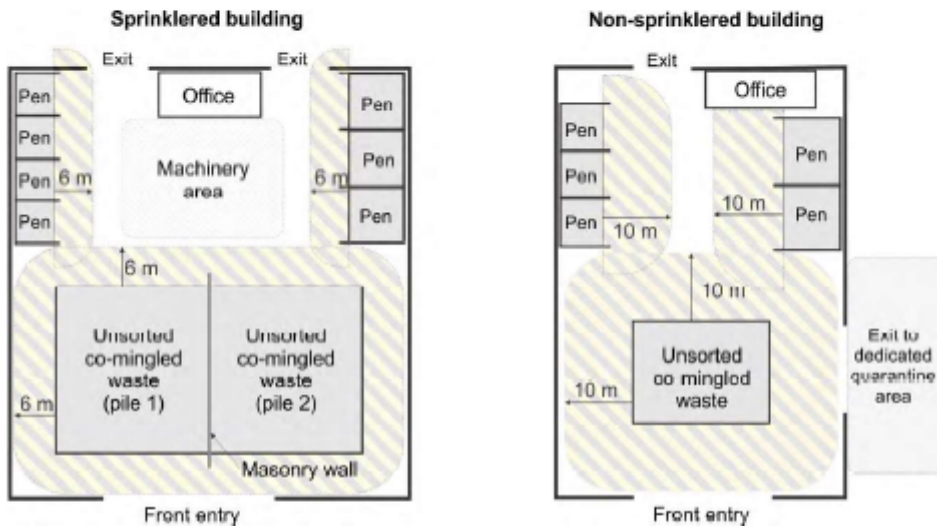 Sprinklered building
Exit
Exit
Office
Pen
Pen
Pen
Pen
Pen
Pen
Pen
Machinery
area
6 m
6 m
6 m
Unsorted
co-mingled
waste
(pile 1)
Unsorted
co-mingled
waste
(pile 2)
6 m
Masonry wall
Front entry
Non-sprinklered building
Exit
Office
Pen
Pen
Pen
Pen
Pen
10 m
10 m
10 m
Unsorted
co mingled
waste
10 m
Exit to
dedicated
quarantine
area
Front entry